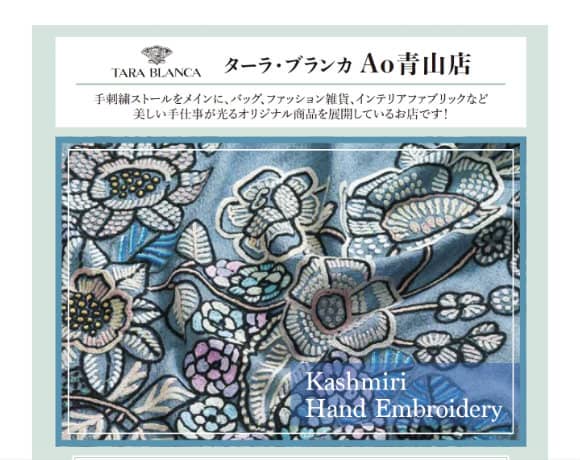 TARA BLANCA
ターラ・ブランカ Ao青山店
手刺繍ストールをメインに、バッグ、ファッション雑貨、インテリアファブリックなど
美しい手仕事が光るオリジナル商品を展開しているお店です!
Kashmiri
Hand Embroidery